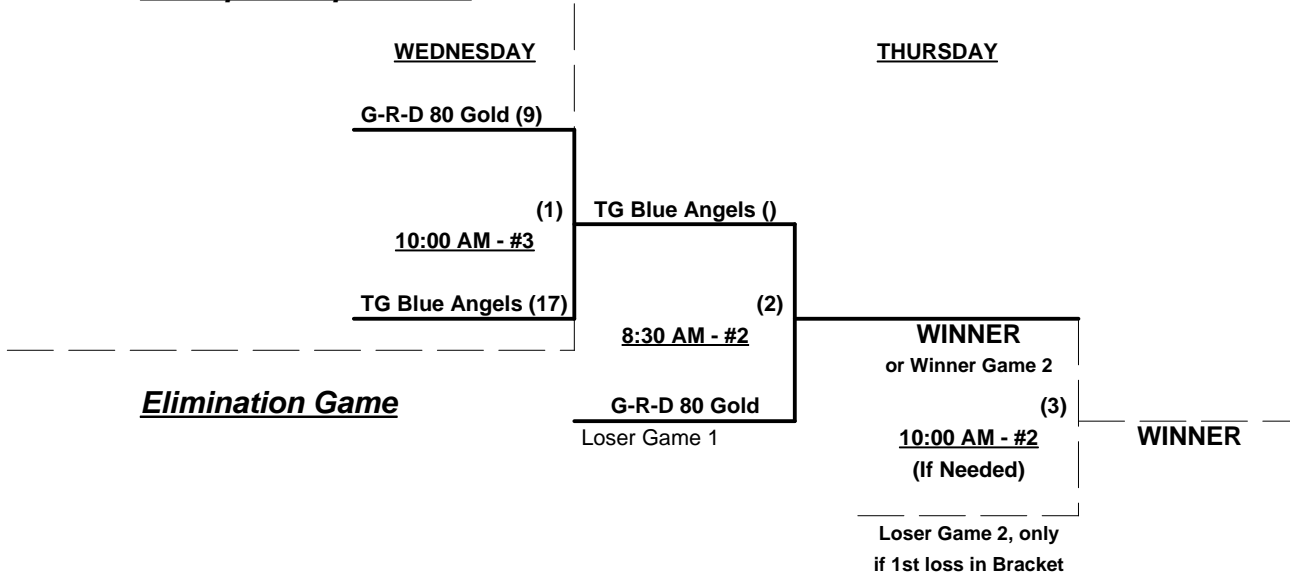 WEDNESDAY
THURSDAY
G-R-D 80 Gold (9)
(1)
TG Blue Angels ()
10:00 AM - #3
TG Blue Angels (17)
(2)
8:30 AM - #2
WINNER
or Winner Game 2
Elimination Game
G-R-D 80 Gold
(3)
Loser Game 1
10:00 AM - #2
WINNER
(If Needed)
Loser Game 2, only
if 1st loss in Bracket